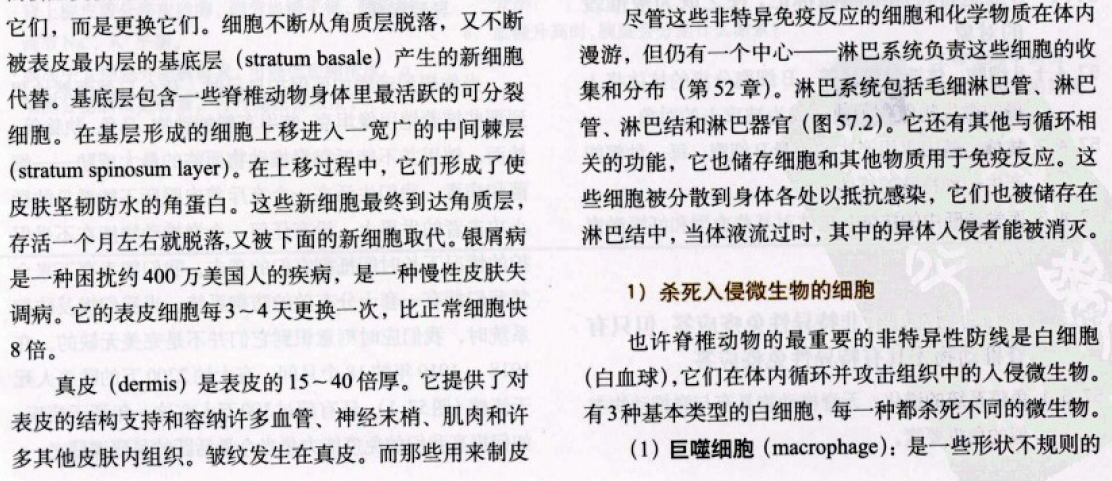 它们，而是更换它们。细胞不断从角质层脱落，又不断
被表皮最内层的基底层（stratum basale）产生的新细胞
代替。基底层包含一些脊椎动物身体里最活跃的可分裂
细胞。在基层形成的细胞上移进入一宽广的中间棘层
(stratum spinosum layer)。在上移过程中，它们形成了使
皮肤坚韧防水的角蛋白。这些新细胞最终到达角质层，
存活一个月左右就脱落,又被下面的新细胞取代。银屑病
是一种困扰约400万美国人的疾病，是一种慢性皮肤失
调病。它的表皮细胞每3~4天更换一次，比正常细胞快
8倍。
真皮（dermis）是表皮的15~40倍厚。它提供了对
表皮的结构支持和容纳许多血管、神经末梢、肌肉和许
多其他皮肤内组织。皱纹发生在真皮。而那些用来制皮
尽管这些非特异免疫反应的细胞和化学物质在体内
漫游，但仍有一个中心——淋巴系统负责这些细胞的收
集和分布（第52章）。淋巴系统包括毛细淋巴管、淋巴
管、淋巴结和淋巴器官（图57.2）。它还有其他与循环相
关的功能，它也储存细胞和其他物质用于免疫反应。这
些细胞被分散到身体各处以抵抗感染，它们也被储存在
淋巴结中，当体液流过时，其中的异体入侵者能被消灭。
1）杀死入侵微生物的细胞
也许脊椎动物的最重要的非特异性防线是白细胞
(白血球),它们在体内循环并攻击组织中的入侵微生物。
有3种基本类型的白细胞，每一种都杀死不同的微生物。
(1) 巨噬细胞（macrophage）：是一些形状不规则的